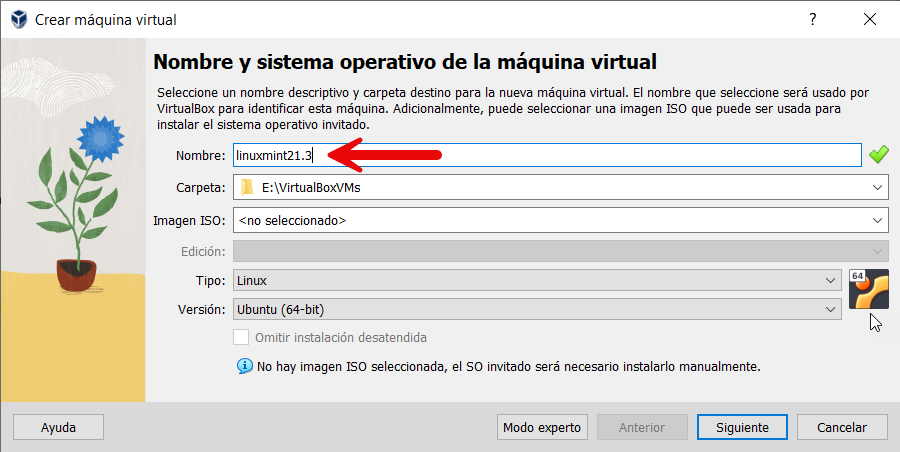 Crear máquina virtual
Nombre y sistema operativo de la máquina virtual
Seleccione un nombre descriptivo y carpeta destino para la nueva máquina virtual. El nombre que seleccione será usado por
VirtualBox para identificar esta máquina. Adicionalmente, puede seleccionar una imagen ISO que puede ser usada para
instalar el sistema operativo invitado.
Nombre: linuxmint21.3
Carpeta: E:\VirtualBoxVMs
Imagen ISO: <no seleccionado>
Edición:
Tipo: Linux
64
Versión: Ubuntu (64-bit)
Omitir instalación desatendida
No hay imagen ISO seleccionada, el SO invitado será necesario instalarlo manualmente.
Ayuda Modo experto Anterior Siguiente Cancelar